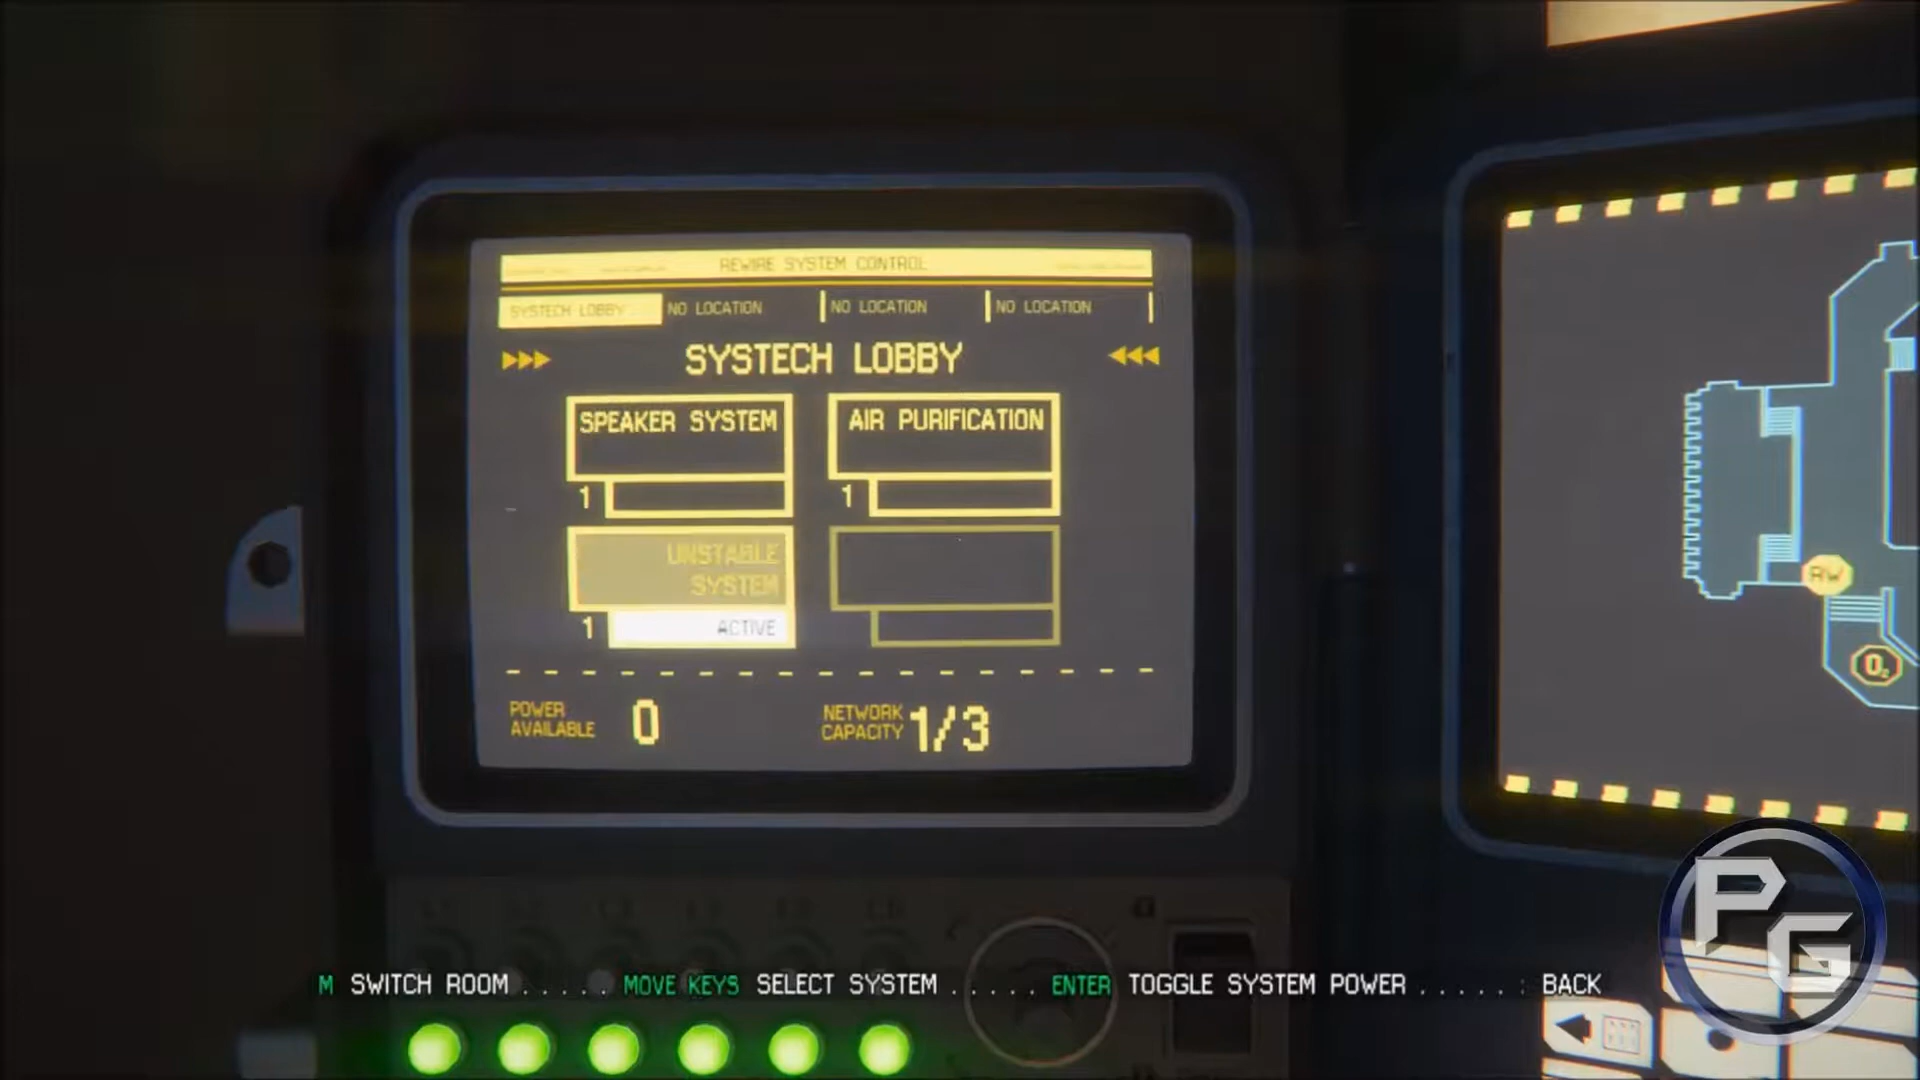 REWIRE SYSTEM CONTROL
SYSTECH LOBBY NO LOCATION NO LOCATION NO LOCATION
SYSTECH LOBBY
SPEAKER SYSTEM AIR PURIFICATION
1 1
UNSTABLE
SYSTEM
1 ACTIVE
POWER AVAILABLE 0 NETWORK CAPACITY 1/3
RW
O₂
PG
M SWITCH ROOM ..... MOVE KEYS SELECT SYSTEM ..... ENTER TOGGLE SYSTEM POWER ..... : BACK